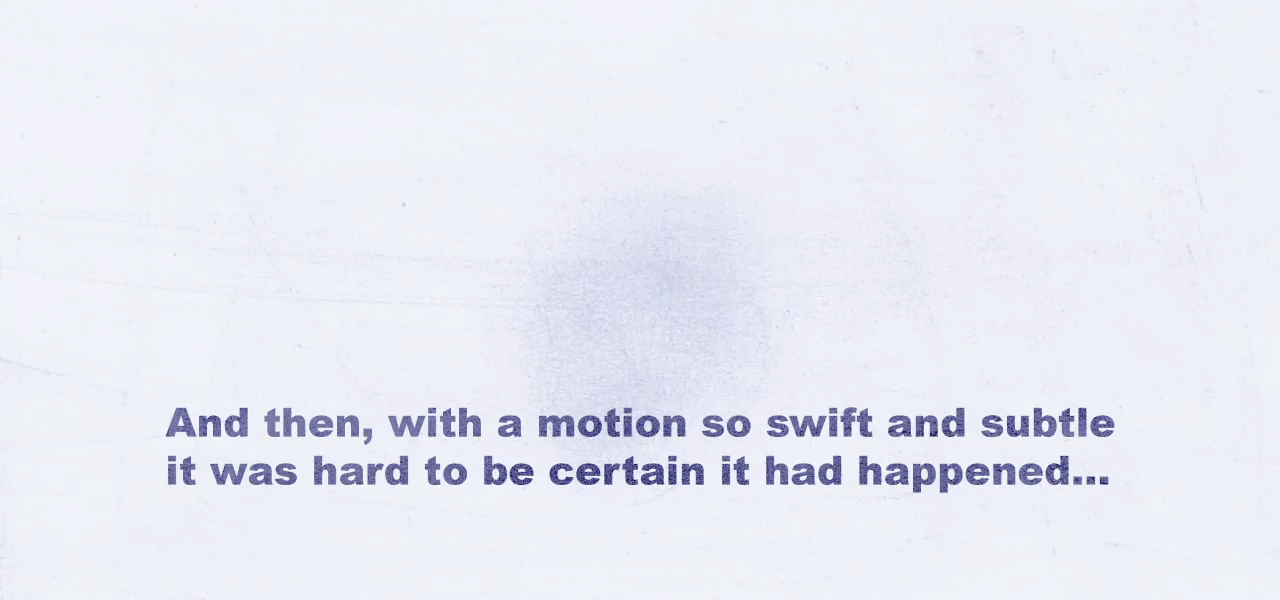 And then, with a motion so swift and subtle
it was hard to be certain it had happened...